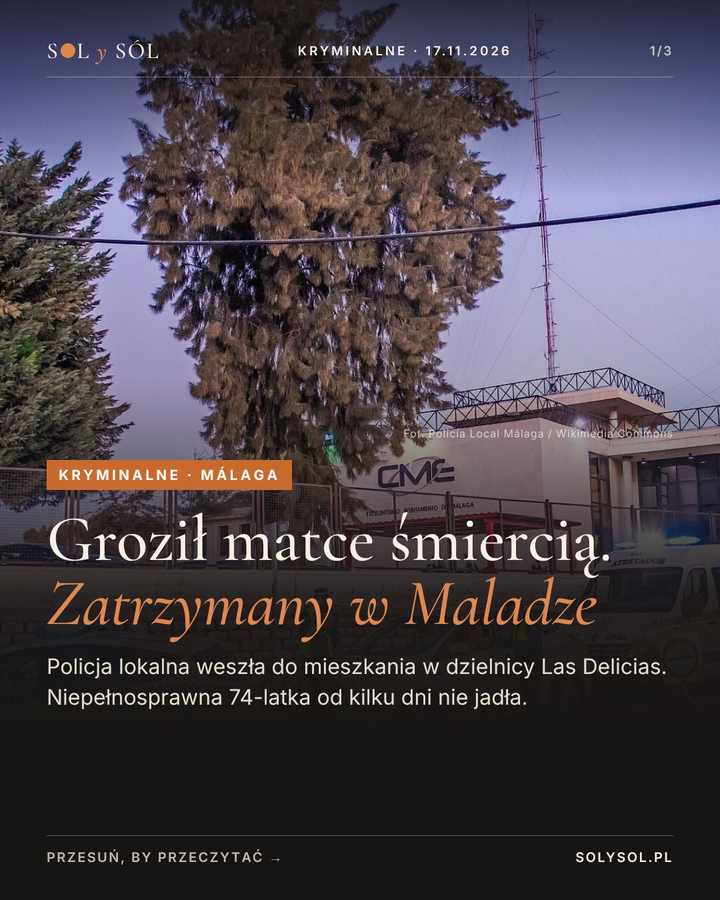 SOL y SÓL
KRYMINALNE · 17.11.2026
1/3
Fot. Policía Local Málaga / Wikimedia Commons
CME
KRYMINALNE · MÁLAGA
Groził matce śmiercią.
Zatrzymany w Maladze
Policja lokalna weszła do mieszkania w dzielnicy Las Delicias.
Niepełnosprawna 74-latka od kilku dni nie jadła.
PRZESUŃ, BY PRZECZYTAĆ →
SOLYSOL.PL